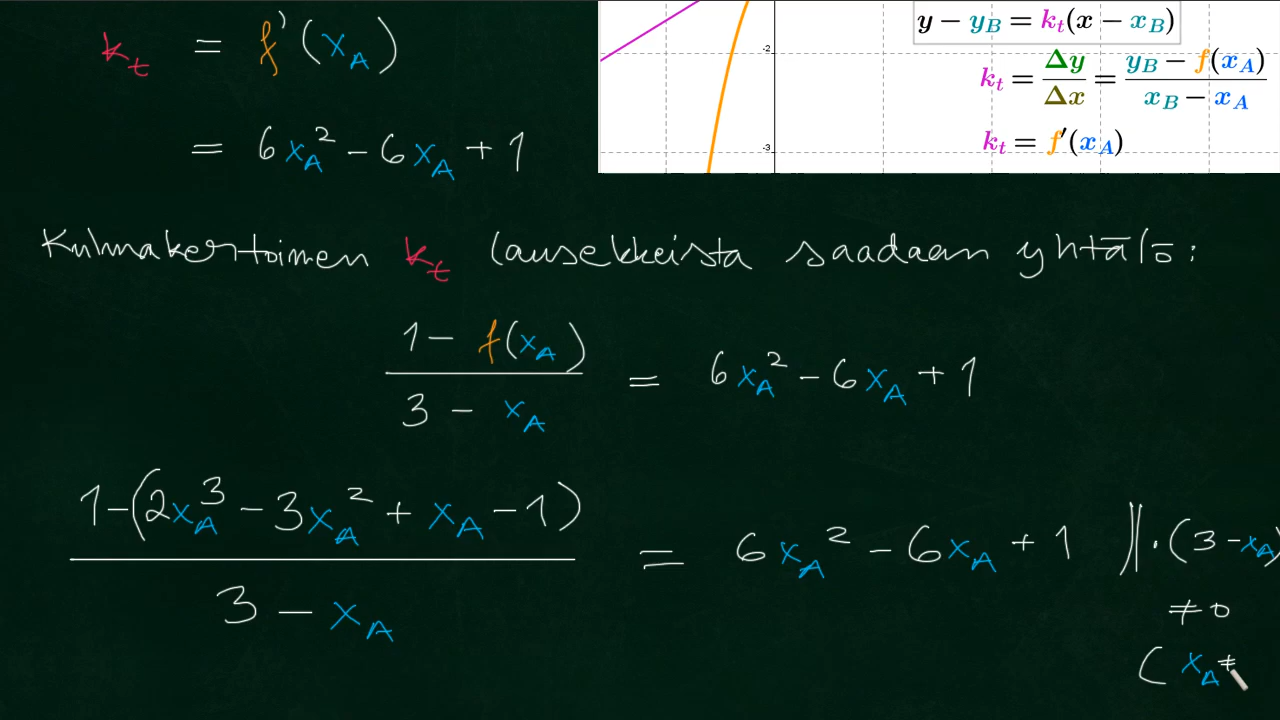 k_t = f'(x_A)
= 6x_A² - 6x_A + 1
y - y_B = k_t(x - x_B)
k_t = Δy/Δx = (y_B - f(x_A))/(x_B - x_A)
k_t = f'(x_A)
-2
-3
Kulmakertoimen k_t lausekkeista saadaan yhtälö:
(1 - f(x_A))/(3 - x_A) = 6x_A² - 6x_A + 1
(1-(2x_A³ - 3x_A² + x_A - 1))/(3 - x_A) = 6x_A² - 6x_A + 1 ‖·(3-x_A)
≠0
(x_A≠